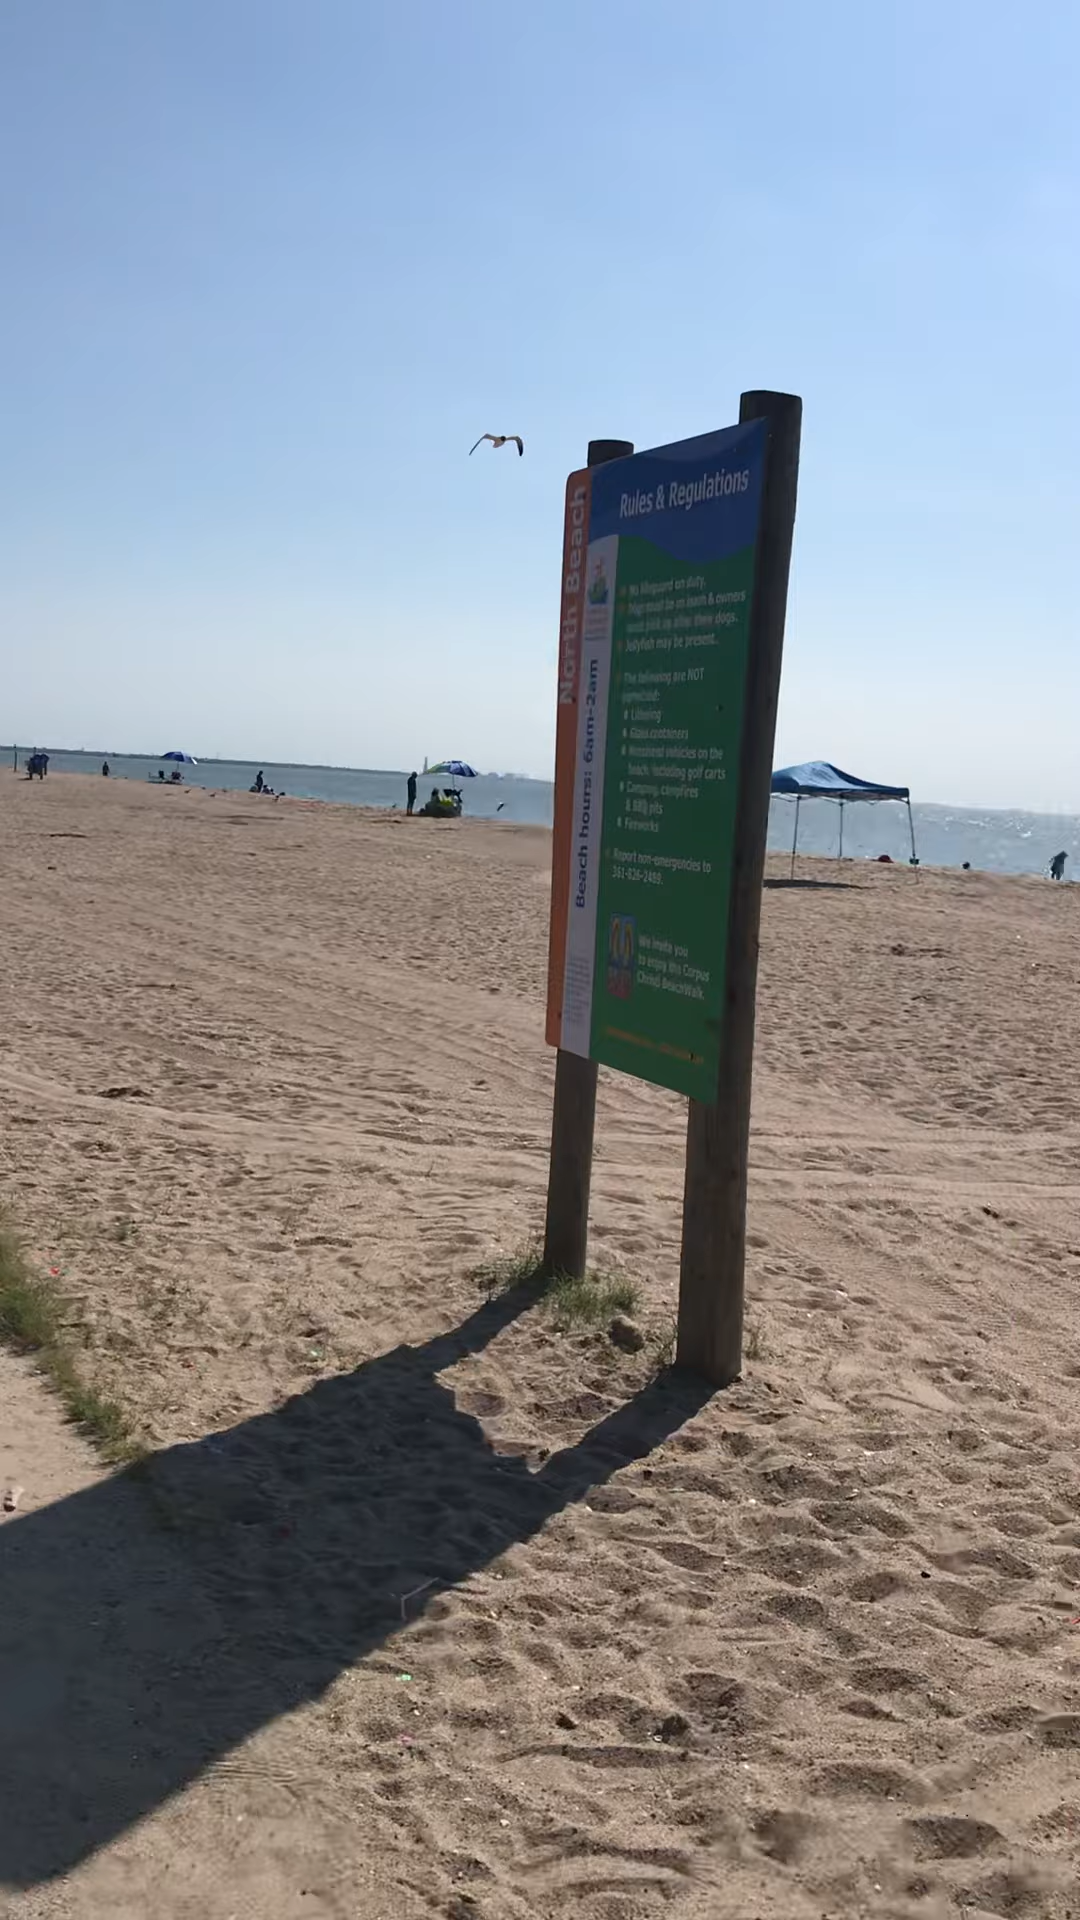 North Beach
Beach hours: 6am-2am
Rules & Regulations
No lifeguard on duty.
Dogs must be on leash & owners
must pick up after their dogs.
Jellyfish may be present.
The following are NOT
permitted:
Littering
Glass containers
Motorized vehicles on the
beach, including golf carts
Camping, campfires
& BBQ pits
Fireworks
Report non-emergencies to
361-826-2489.
We invite you
to enjoy this Corpus
Christi BeachWalk.